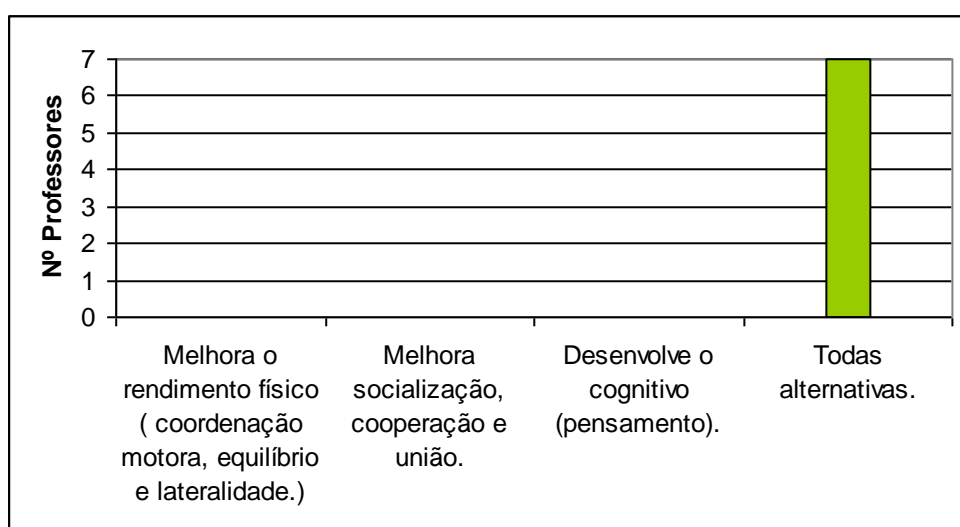 Nº Professores
7
6
5
4
3
2
1
0
Melhora o
rendimento físico
( coordenação
motora, equilíbrio
e lateralidade.)
Melhora
socialização,
cooperação e
união.
Desenvolve o
cognitivo
(pensamento).
Todas
alternativas.